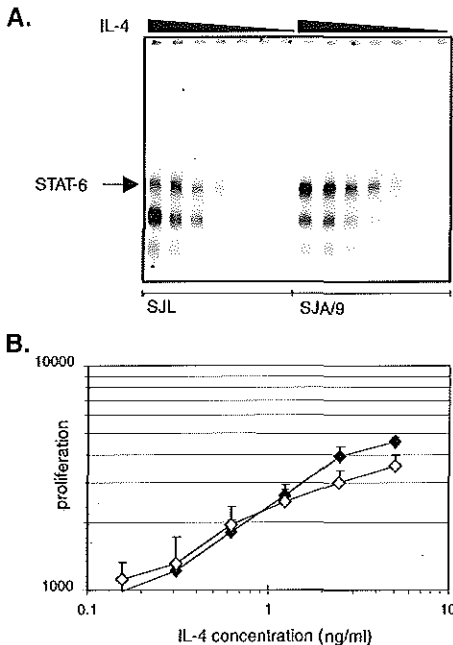 A.
IL-4
STAT-6
SJL
SJA/9
B.
10000
proliferation
1000
0.1
1
10
IL-4 concentration (ng/ml)